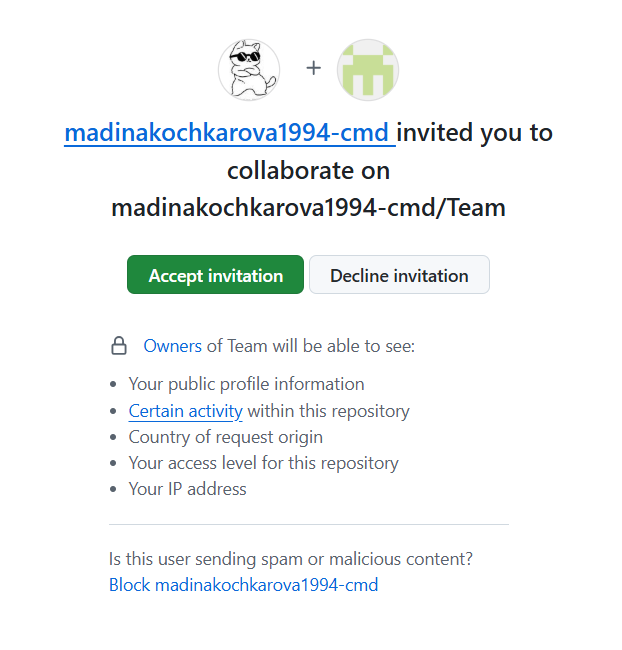 +
madinakochkarova1994-cmd invited you to
collaborate on
madinakochkarova1994-cmd/Team
Accept invitation
Decline invitation
Owners of Team will be able to see:
• Your public profile information
• Certain activity within this repository
• Country of request origin
• Your access level for this repository
• Your IP address
Is this user sending spam or malicious content?
Block madinakochkarova1994-cmd